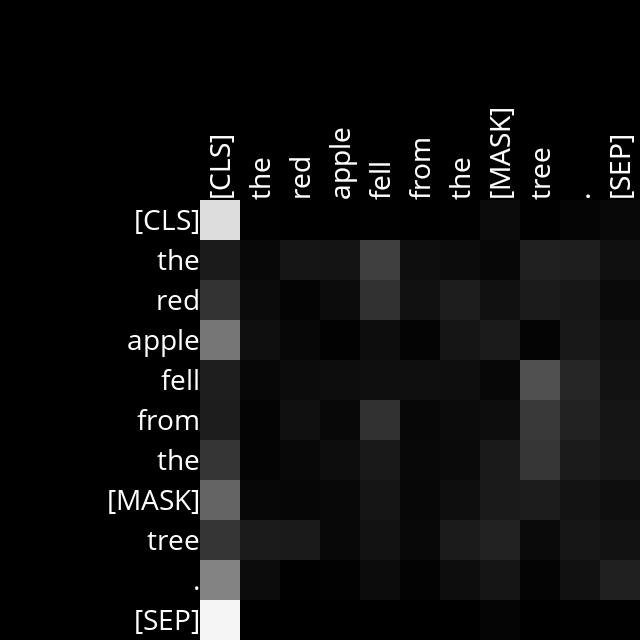 [CLS] the red apple fell from the [MASK] tree . [SEP]
[CLS]
the
red
apple
fell
from
the
[MASK]
tree
.
[SEP]